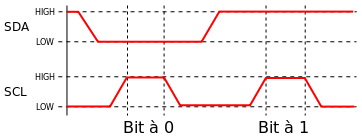 HIGH
SDA
LOW
HIGH
SCL
LOW
Bit à 0 Bit à 1